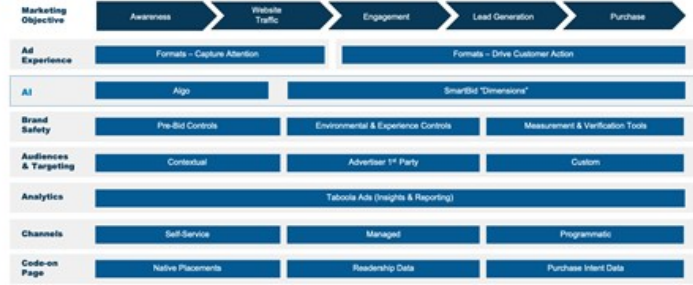 Marketing
Objective
Awareness
Website
Traffic
Engagement
Lead Generation
Purchase
Ad
Experience
Formats – Capture Attention
Formats – Drive Customer Action
AI
Algo
SmartBid "Dimensions"
Brand
Safety
Pre-Bid Controls
Environmental & Experience Controls
Measurement & Verification Tools
Audiences
& Targeting
Contextual
Advertiser 1st Party
Custom
Analytics
Taboola Ads (Insights & Reporting)
Channels
Self-Service
Managed
Programmatic
Code-on
Page
Native Placements
Readership Data
Purchase Intent Data